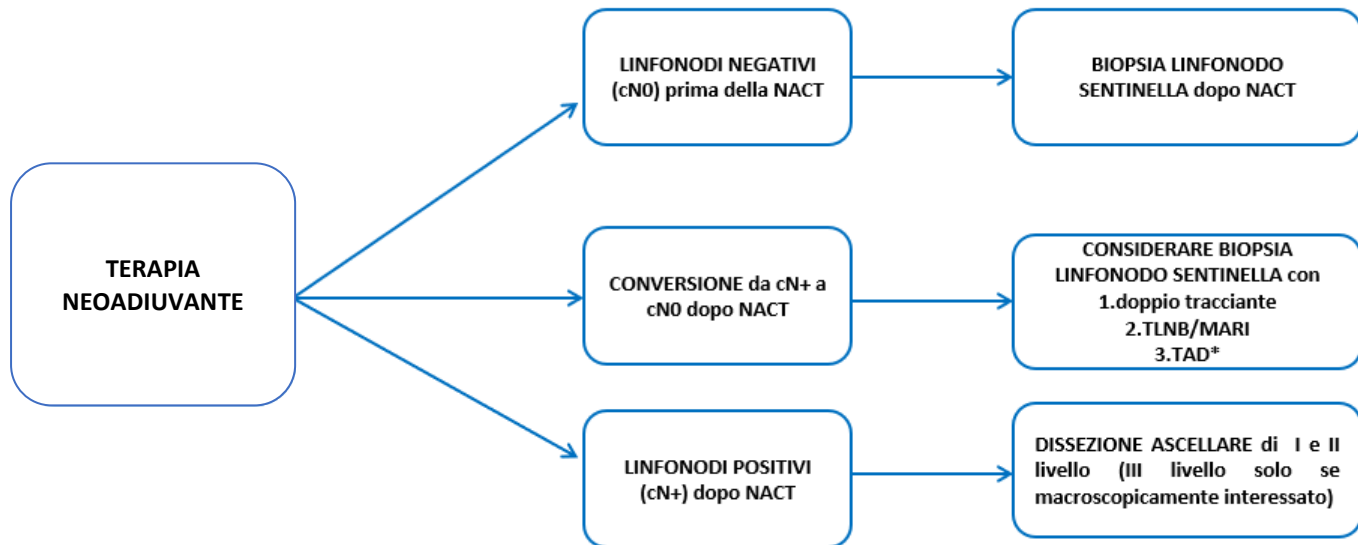 TERAPIA
NEOADIUVANTE
LINFONODI NEGATIVI
(cN0) prima della NACT
BIOPSIA LINFONODO
SENTINELLA dopo NACT
CONVERSIONE da cN+ a
cN0 dopo NACT
CONSIDERARE BIOPSIA
LINFONODO SENTINELLA con
1.doppio tracciante
2.TLNB/MARI
3.TAD*
LINFONODI POSITIVI
(cN+) dopo NACT
DISSEZIONE ASCELLARE di I e II
livello (III livello solo se
macroscopicamente interessato)